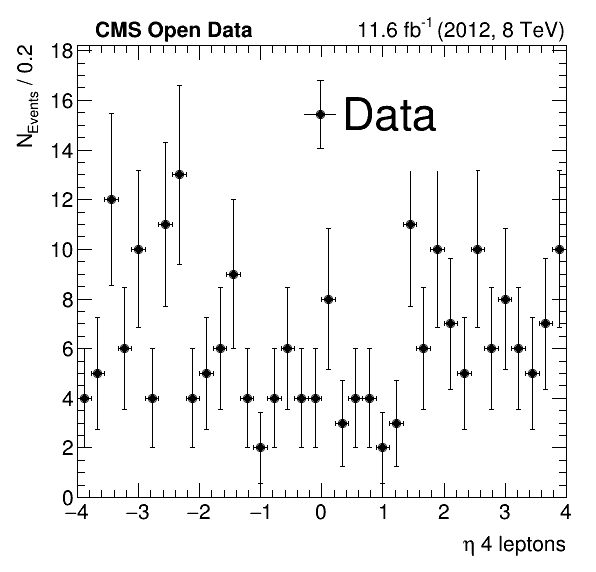 CMS Open Data 11.6 fb⁻¹ (2012, 8 TeV)
N_Events / 0.2
18
16
14
12
10
8
6
4
2
0
Data
−4 −3 −2 −1 0 1 2 3 4
η 4 leptons